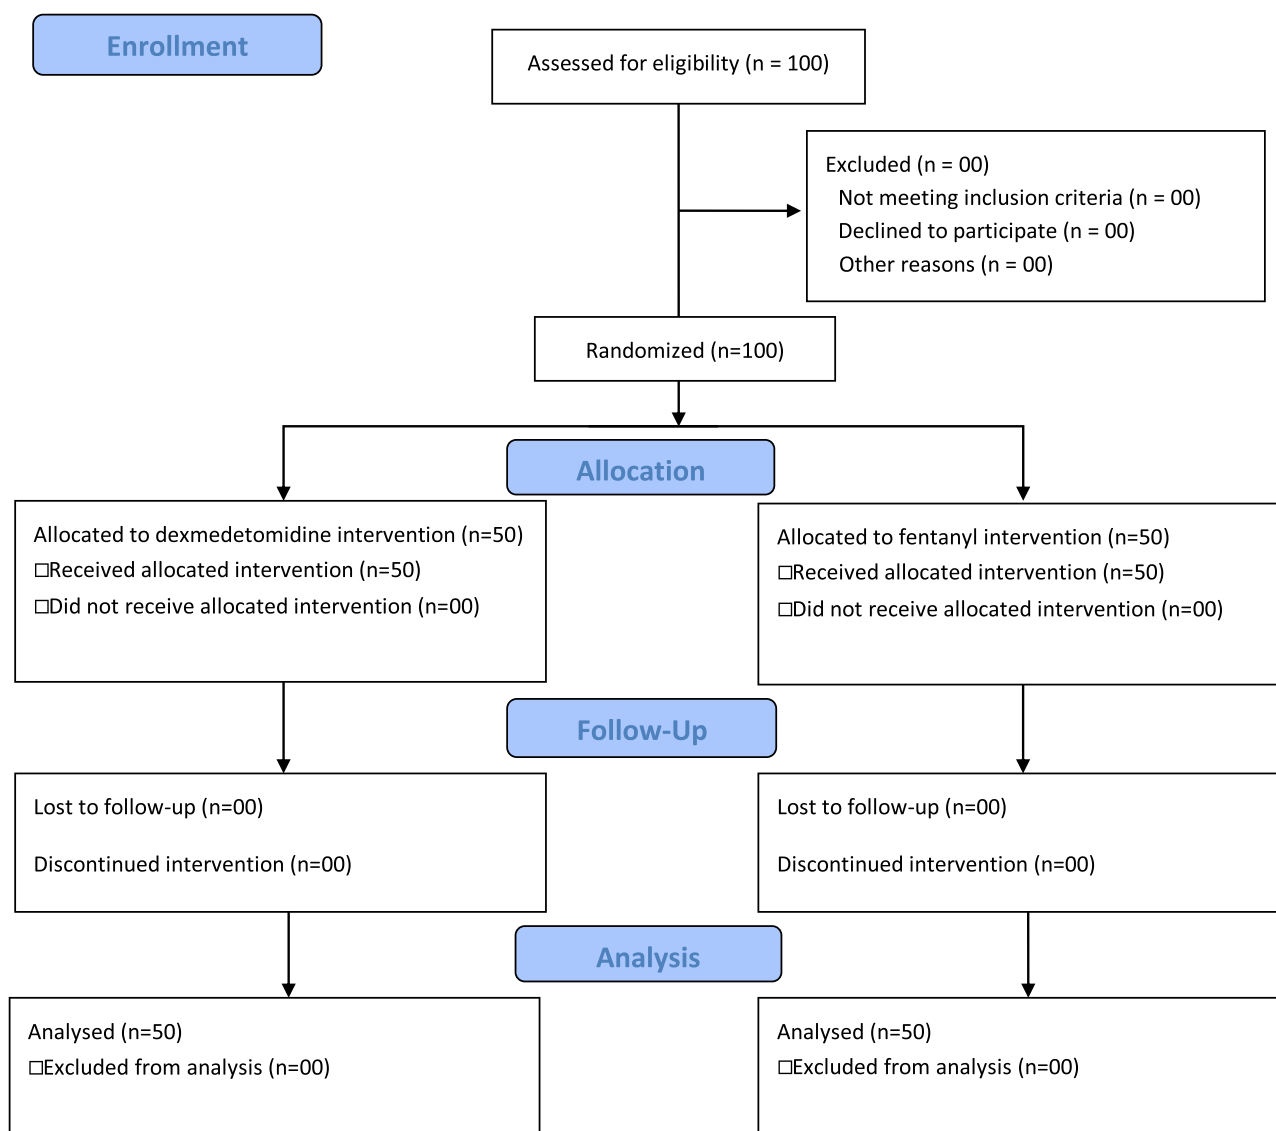 Enrollment
Assessed for eligibility (n = 100)
Excluded (n = 00)
Not meeting inclusion criteria (n = 00)
Declined to participate (n = 00)
Other reasons (n = 00)
Randomized (n=100)
Allocation
Allocated to dexmedetomidine intervention (n=50)
□Received allocated intervention (n=50)
□Did not receive allocated intervention (n=00)
Allocated to fentanyl intervention (n=50)
□Received allocated intervention (n=50)
□Did not receive allocated intervention (n=00)
Follow-Up
Lost to follow-up (n=00)
Discontinued intervention (n=00)
Lost to follow-up (n=00)
Discontinued intervention (n=00)
Analysis
Analysed (n=50)
□Excluded from analysis (n=00)
Analysed (n=50)
□Excluded from analysis (n=00)